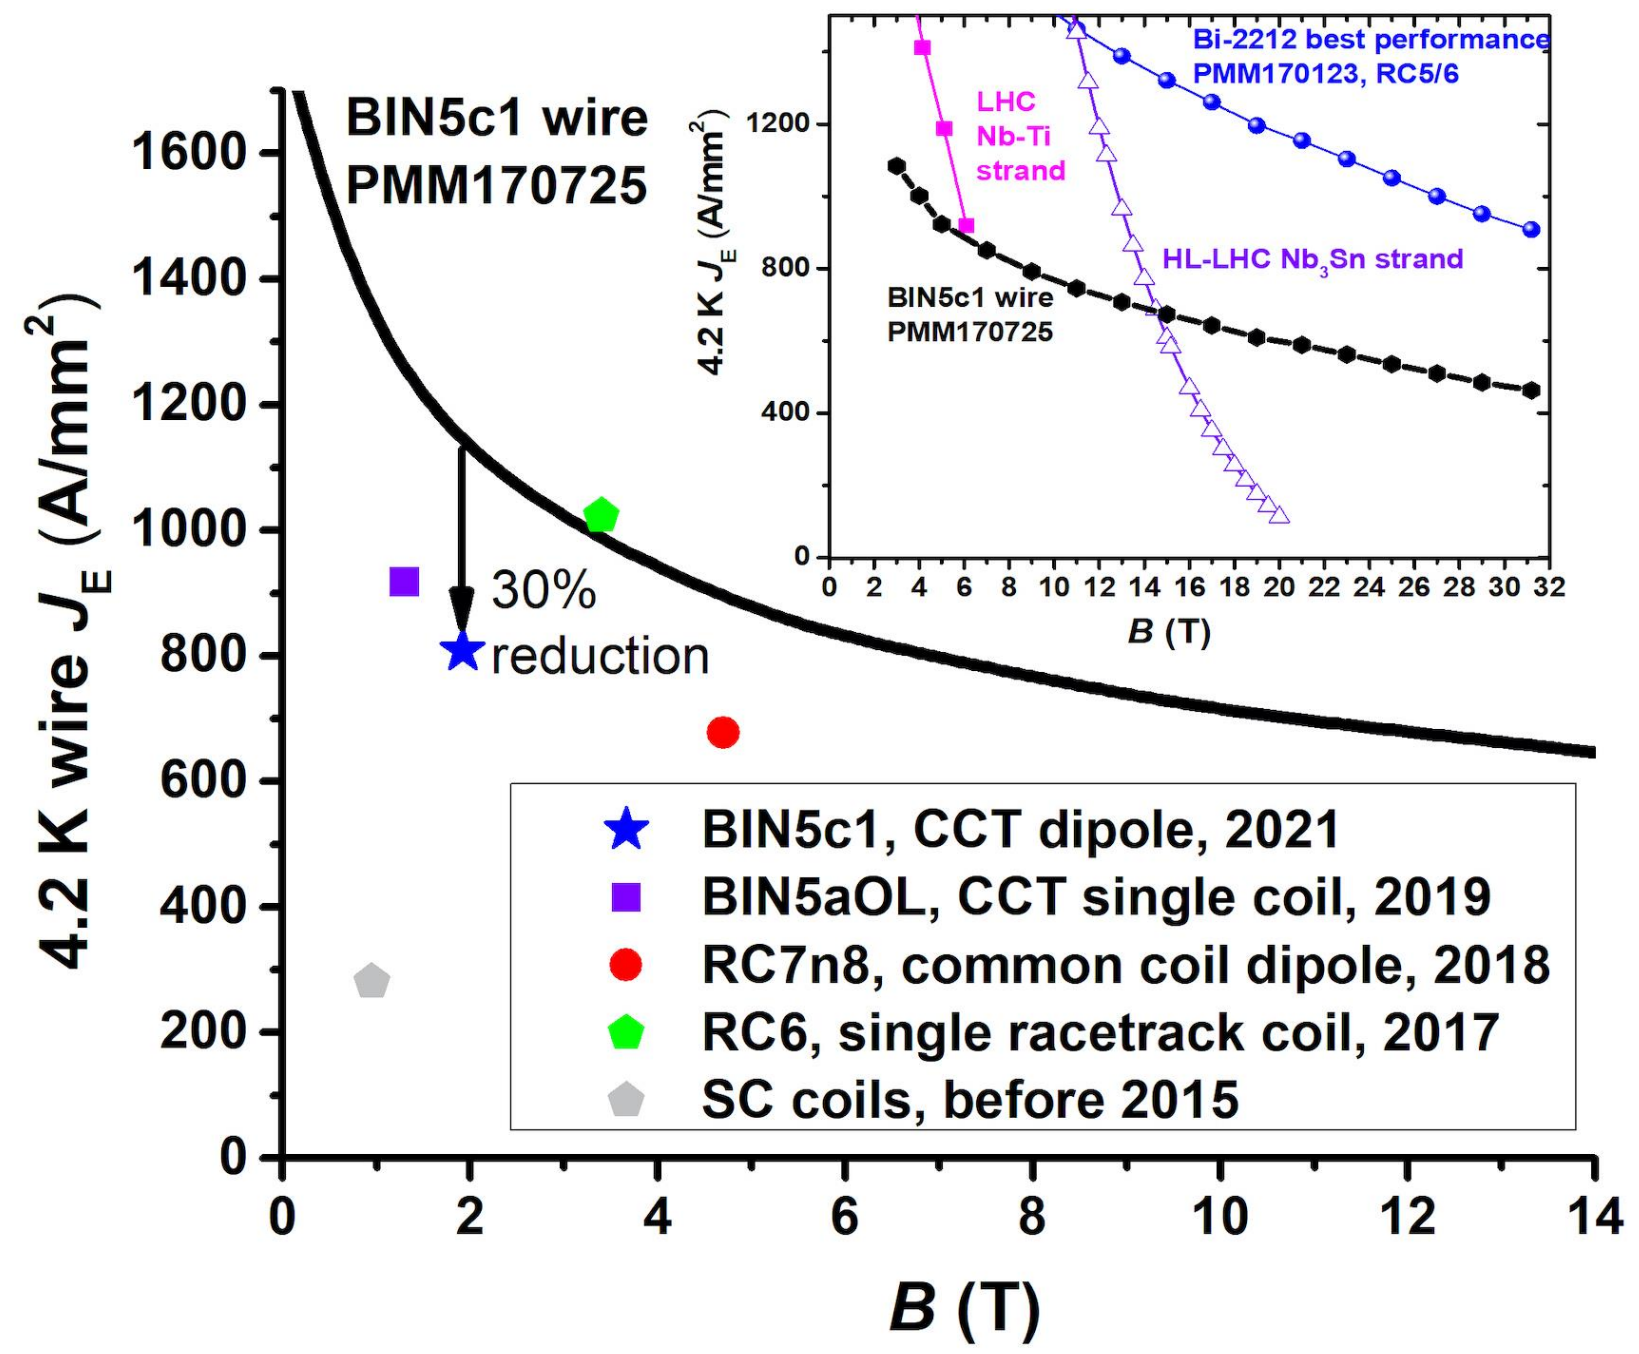 BIN5c1 wire
PMM170725
4.2 K wire J_E (A/mm²)
1600
1400
1200
1000
800
600
400
200
0
0 2 4 6 8 10 12 14
B (T)
30%
reduction
BIN5c1, CCT dipole, 2021
BIN5aOL, CCT single coil, 2019
RC7n8, common coil dipole, 2018
RC6, single racetrack coil, 2017
SC coils, before 2015
Bi-2212 best performance
PMM170123, RC5/6
LHC
Nb-Ti
strand
HL-LHC Nb₃Sn strand
BIN5c1 wire
PMM170725
4.2 K J_E (A/mm²)
1200
800
400
0
0 2 4 6 8 10 12 14 16 18 20 22 24 26 28 30 32
B (T)